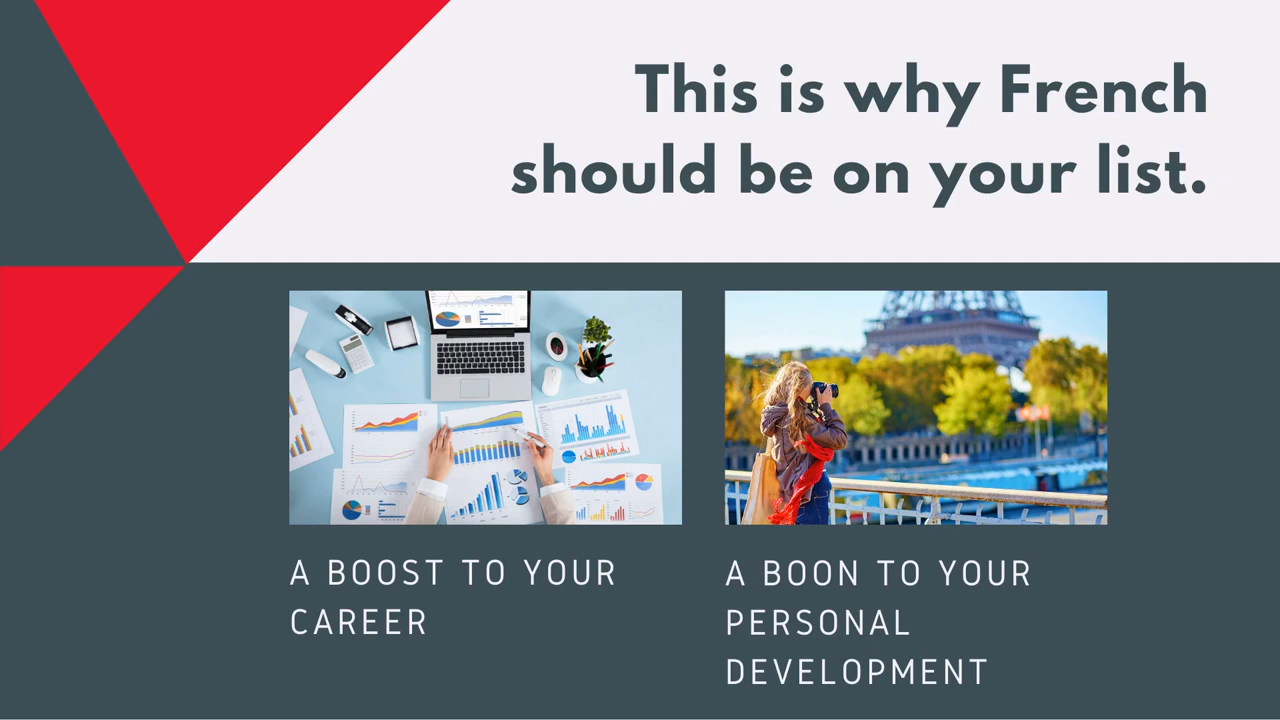 This is why French
should be on your list.
A BOOST TO YOUR
CAREER
A BOON TO YOUR
PERSONAL
DEVELOPMENT